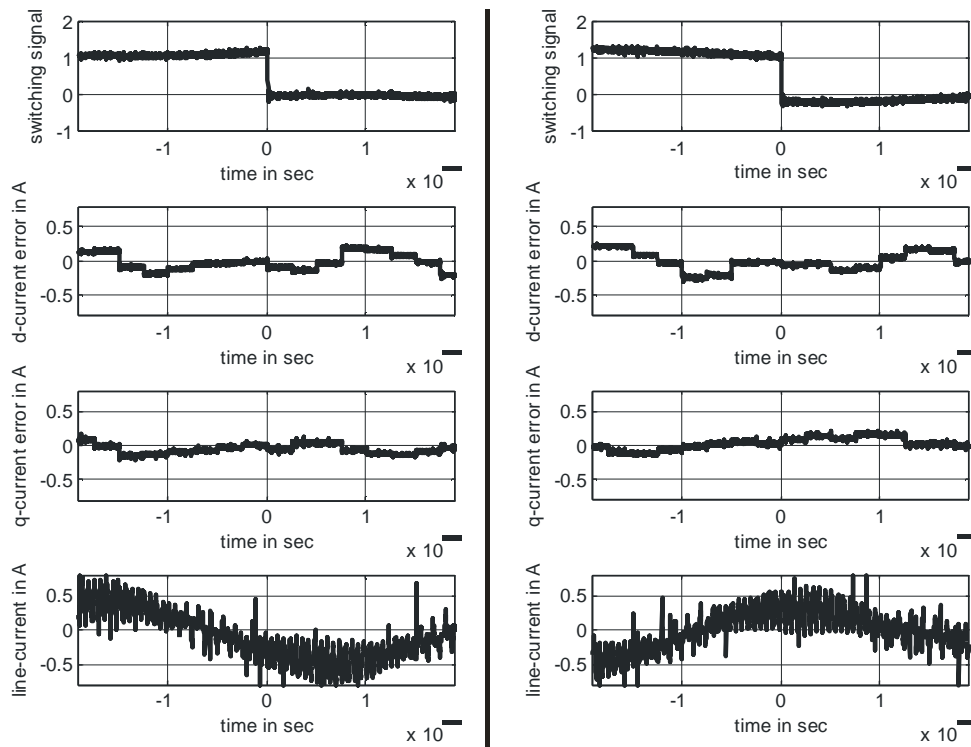 switching signal
2
1
0
-1
-1
0
1
time in sec
x 10
d-current error in A
0.5
0
-0.5
-1
0
1
time in sec
x 10
q-current error in A
0.5
0
-0.5
-1
0
1
time in sec
x 10
line-current in A
0.5
0
-0.5
-1
0
1
time in sec
x 10
switching signal
2
1
0
-1
-1
0
1
time in sec
x 10
d-current error in A
0.5
0
-0.5
-1
0
1
time in sec
x 10
q-current error in A
0.5
0
-0.5
-1
0
1
time in sec
x 10
line-current in A
0.5
0
-0.5
-1
0
1
time in sec
x 10